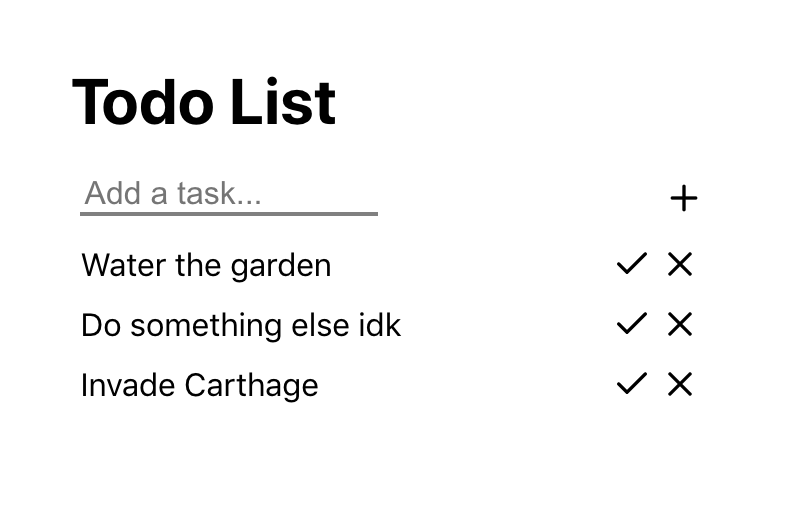 Todo List
Add a task...
Water the garden
Do something else idk
Invade Carthage